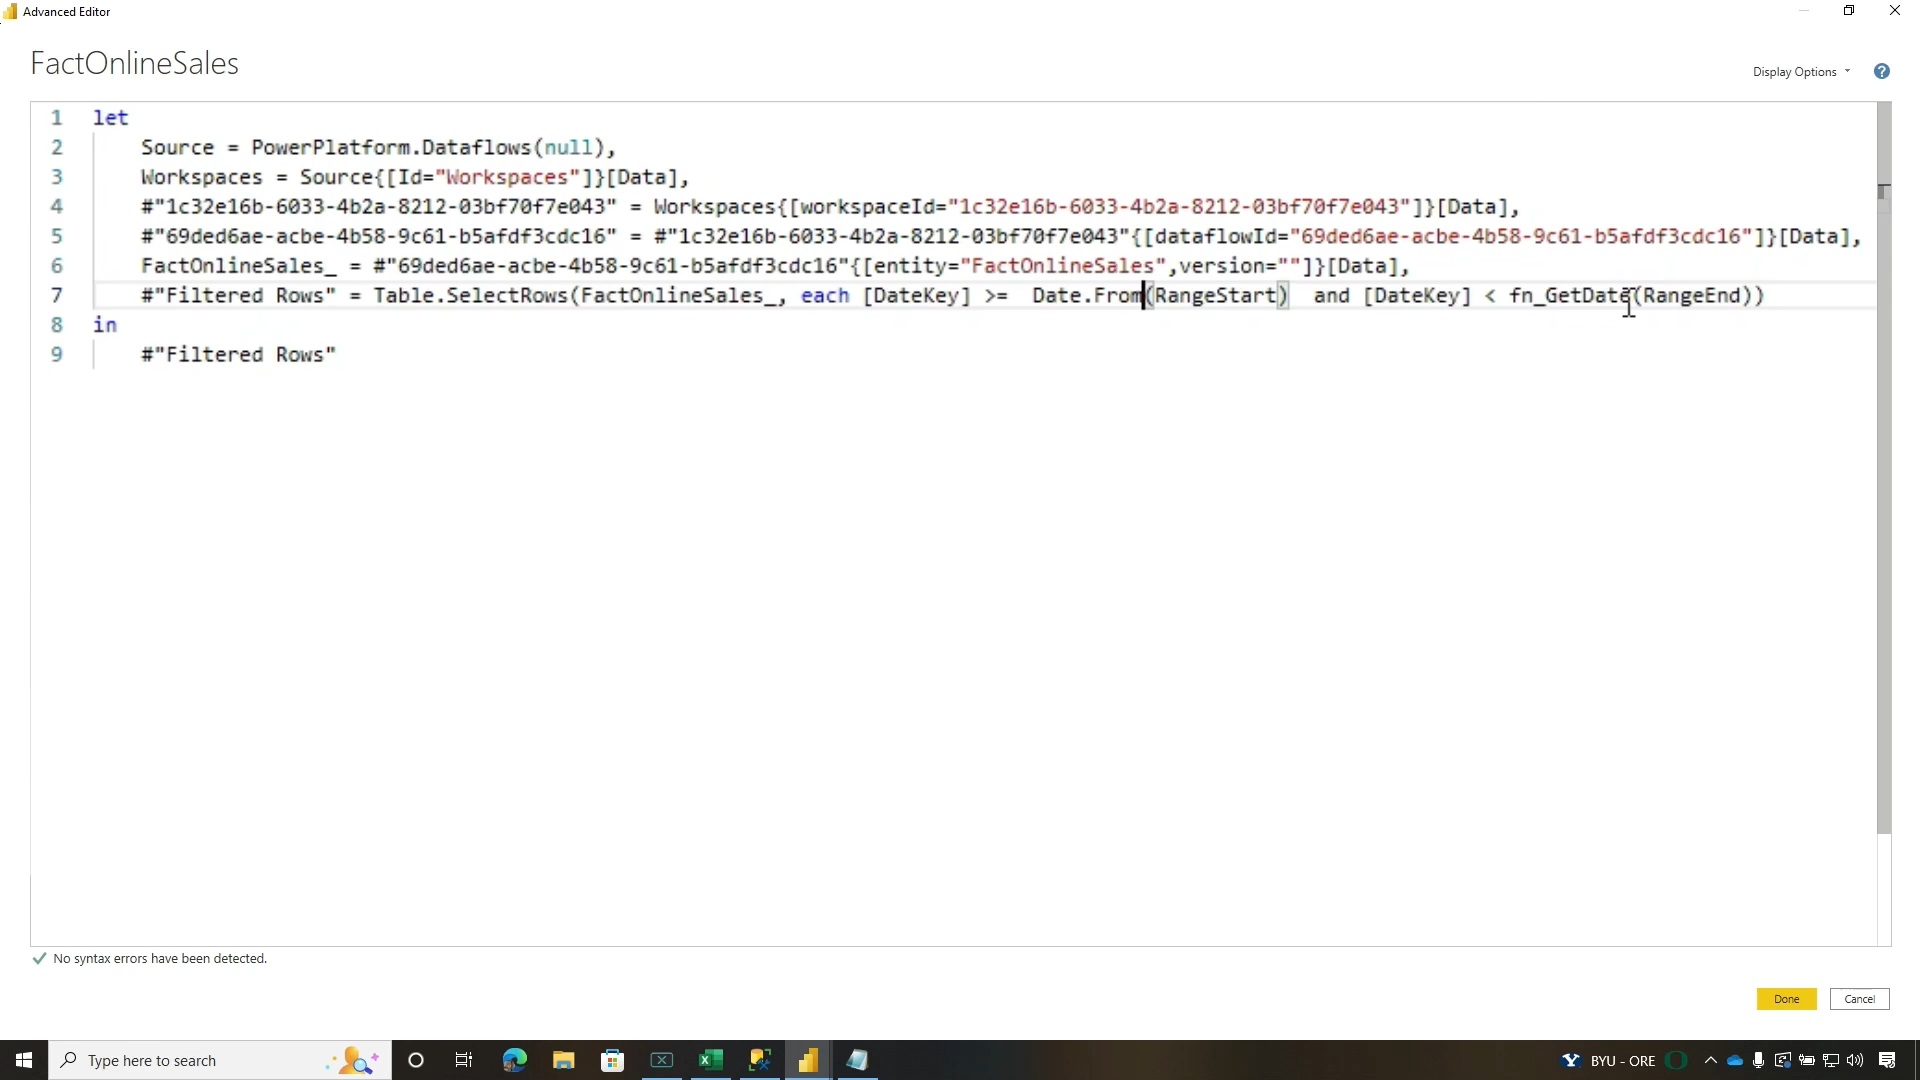 Advanced Editor
FactOnlineSales
Display Options
?
1 let
2 Source = PowerPlatform.Dataflows(null),
3 Workspaces = Source{[Id="Workspaces"]}[Data],
4 #"1c32e16b-6033-4b2a-8212-03bf70f7e043" = Workspaces{[workspaceId="1c32e16b-6033-4b2a-8212-03bf70f7e043"]}[Data],
5 #"69ded6ae-acbe-4b58-9c61-b5afdf3cdc16" = #"1c32e16b-6033-4b2a-8212-03bf70f7e043"{[dataflowId="69ded6ae-acbe-4b58-9c61-b5afdf3cdc16"]}[Data],
6 FactOnlineSales_ = #"69ded6ae-acbe-4b58-9c61-b5afdf3cdc16"{[entity="FactOnlineSales",version=""]}[Data],
7 #"Filtered Rows" = Table.SelectRows(FactOnlineSales_, each [DateKey] >=  Date.From(RangeStart)  and [DateKey] < fn_GetDate(RangeEnd))
8 in
9 #"Filtered Rows"
No syntax errors have been detected.
Done
Cancel
Type here to search
BYU - ORE